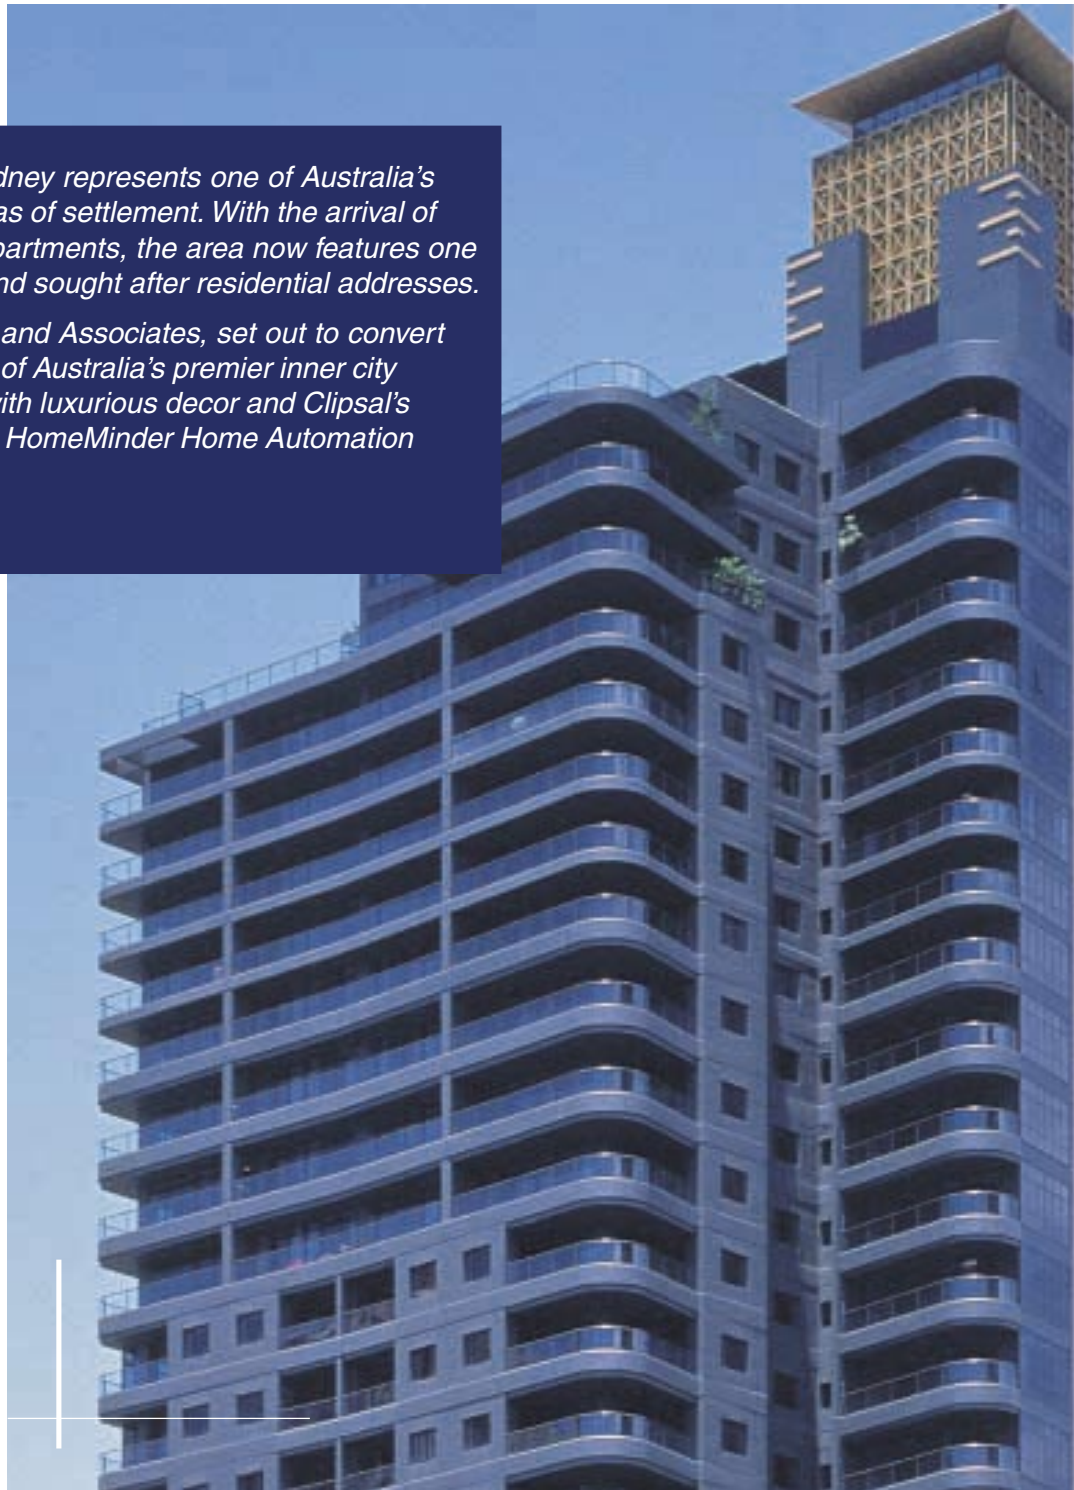 dney represents one of Australia's
as of settlement. With the arrival of
partments, the area now features one
nd sought after residential addresses.
and Associates, set out to convert
of Australia's premier inner city
with luxurious decor and Clipsal's
HomeMinder Home Automation